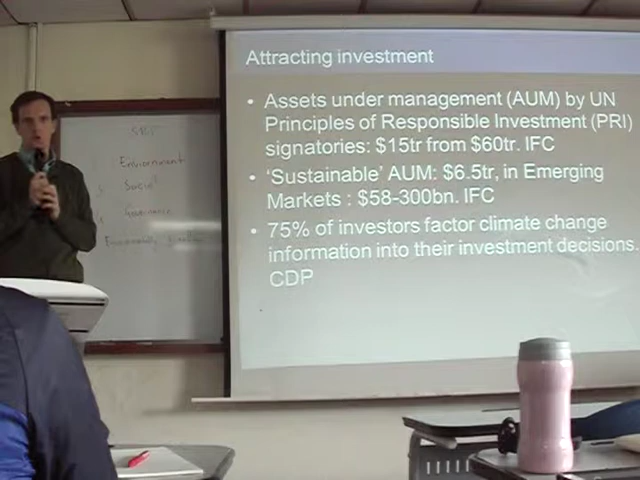 Attracting investment
• Assets under management (AUM) by UN
Principles of Responsible Investment (PRI)
signatories: $15tr from $60tr. IFC
• ‘Sustainable’ AUM: $6.5tr, in Emerging
Markets : $58-300bn. IFC
• 75% of investors factor climate change
information into their investment decisions.
CDP
Environment
Social
Governance